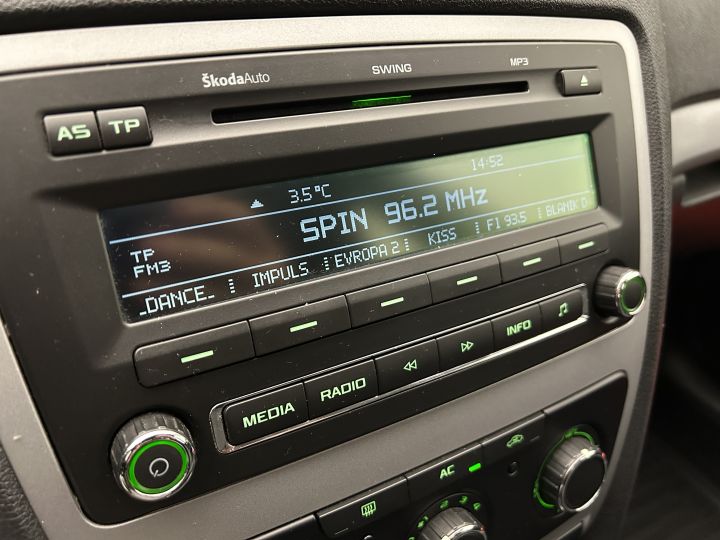 ŠkodaAuto SWING MP3
AS TP
3.5°C 14:52
SPIN 96.2 MHz
TP
FM3
_DANCE_ IMPULS EVROPA 2 KISS F1 93.5 BLANIK D
MEDIA RADIO INFO
AC